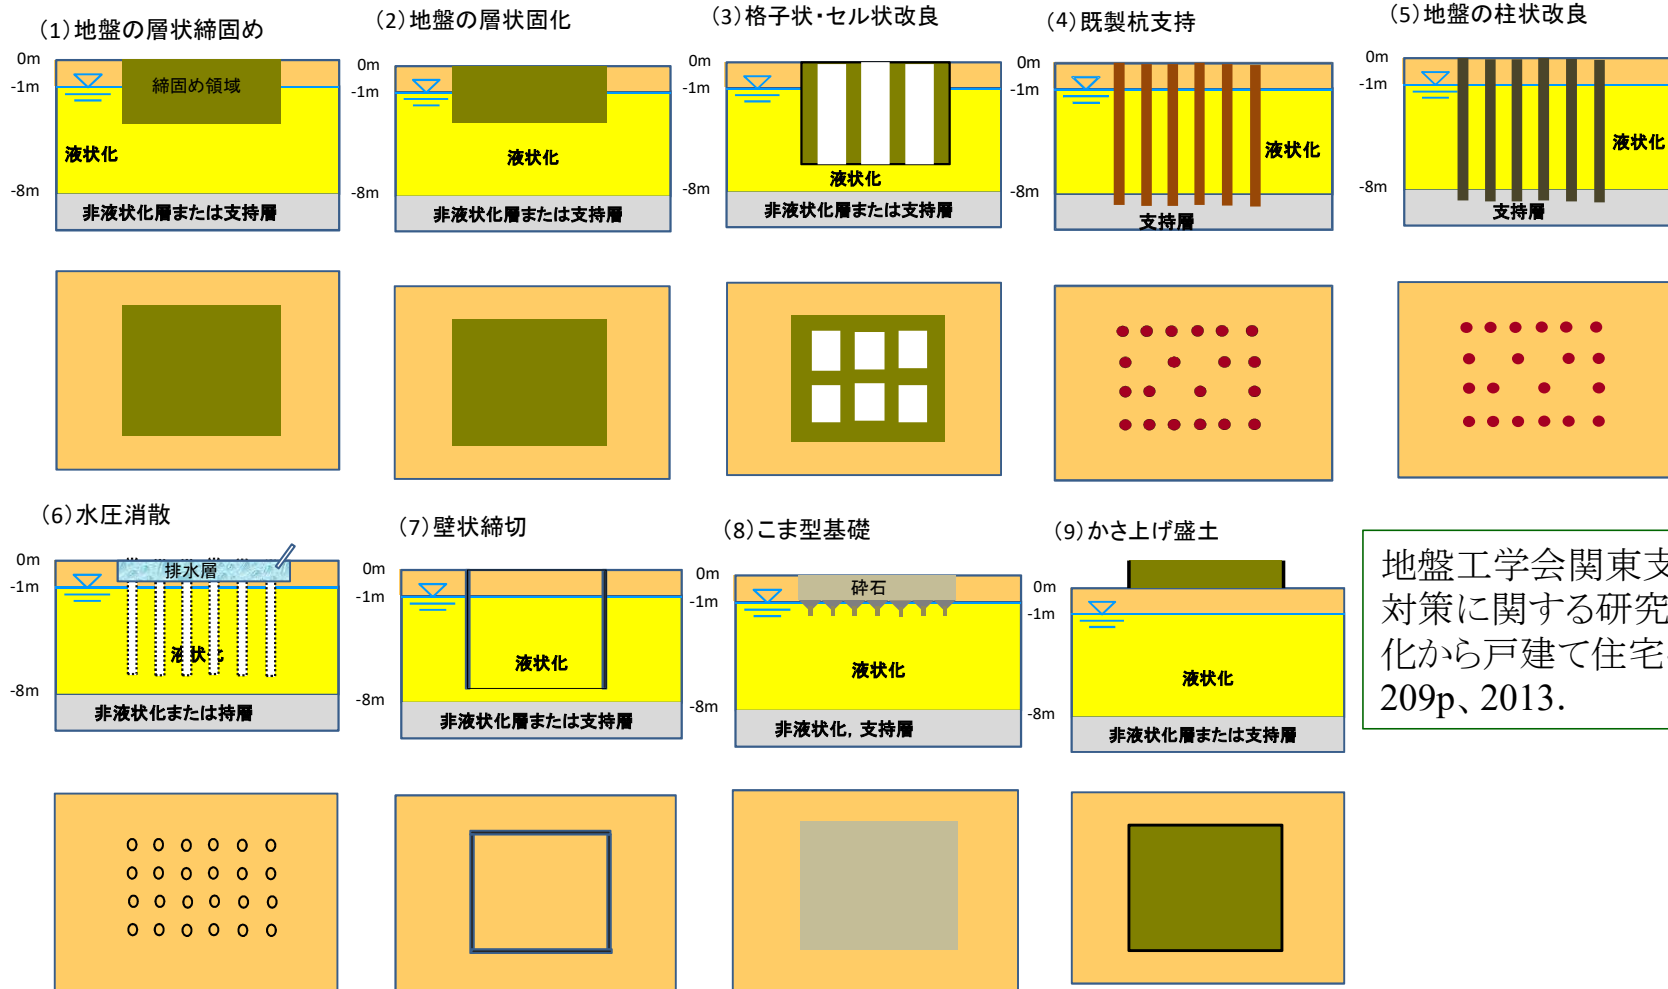 (1)地盤の層状締固め
0m
-1m
締固め領域
液状化
-8m
非液状化層または支持層
(2)地盤の層状固化
0m
-1m
液状化
-8m
非液状化層または支持層
(3)格子状・セル状改良
0m
-1m
液状化
-8m
非液状化層または支持層
(4)既製杭支持
0m
-1m
液状化
-8m
支持層
(5)地盤の柱状改良
0m
-1m
液状化
-8m
支持層
(6)水圧消散
0m
排水層
-1m
液状化
-8m
非液状化または持層
(7)壁状締切
0m
-1m
液状化
-8m
非液状化層または支持層
(8)こま型基礎
0m
砕石
-1m
液状化
-8m
非液状化，支持層
(9)かさ上げ盛土
0m
-1m
液状化
-8m
非液状化層または支持層
地盤工学会関東支
対策に関する研究
化から戸建て住宅
209p、2013.